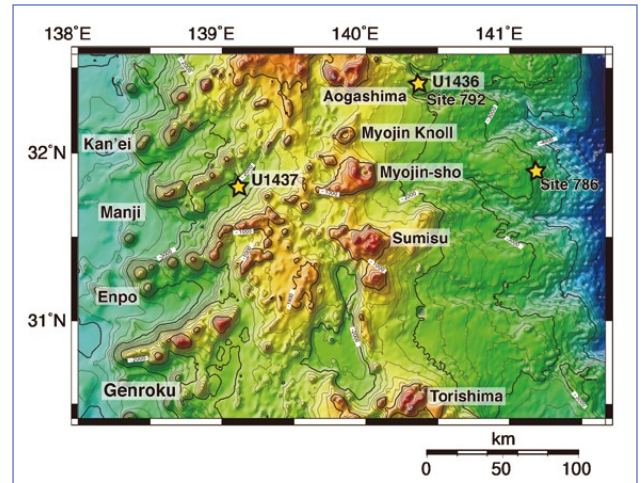 138˚E
139˚E
140˚E
141˚E
U1436
Aogashima
Site 792
Myojin Knoll
Kan'ei
32˚N
Myojin-sho
U1437
Site 786
Manji
Sumisu
Enpo
31˚N
Genroku
Torishima
km
0 50 100